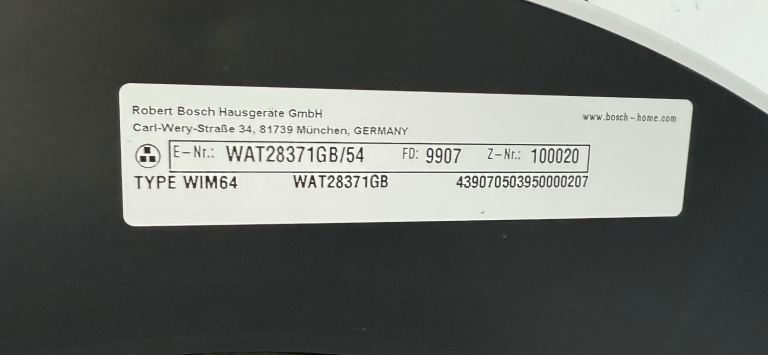 Robert Bosch Hausgeräte GmbH
www.bosch-home.com
Carl-Wery-Straße 34, 81739 München, GERMANY
E-Nr.: WAT28371GB/54 FD: 9907 Z-Nr.: 100020
TYPE WIM64 WAT28371GB 439070503950000207